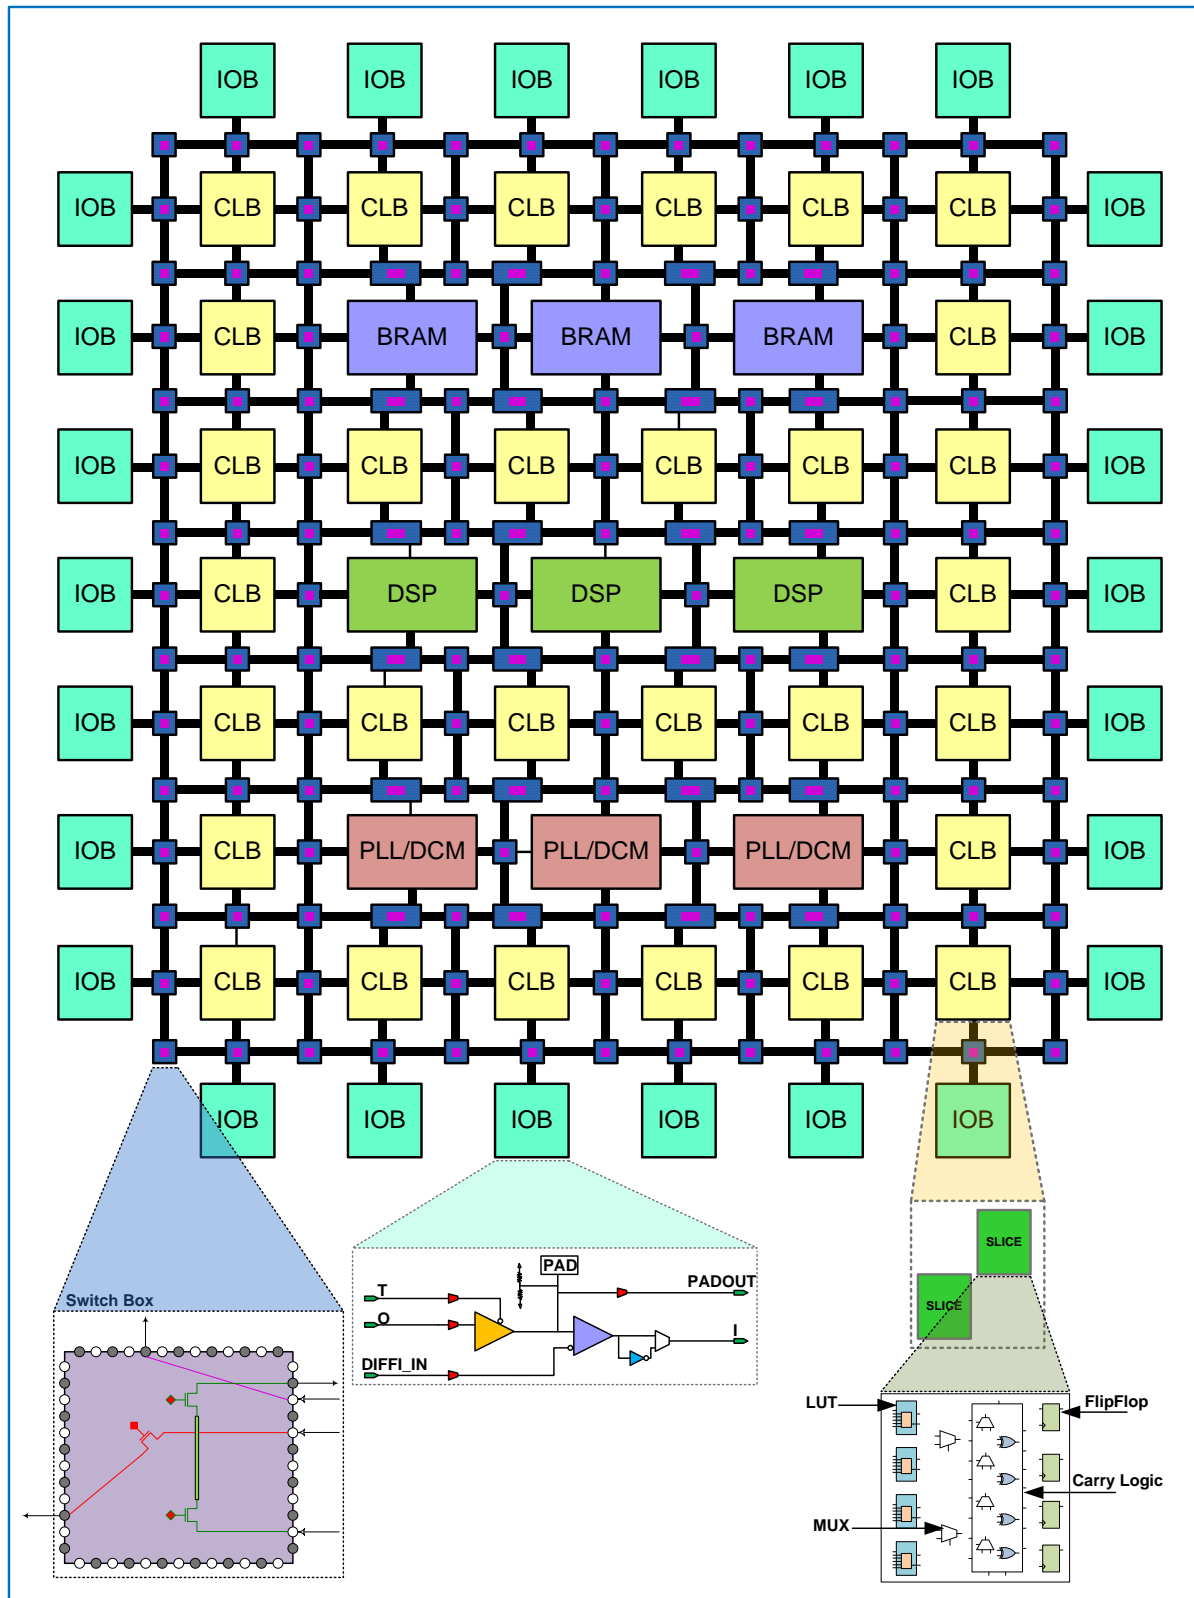 IOB IOB IOB IOB IOB IOB
IOB CLB CLB CLB CLB CLB CLB IOB
IOB CLB BRAM BRAM BRAM CLB IOB
IOB CLB CLB CLB CLB CLB CLB IOB
IOB CLB DSP DSP DSP CLB IOB
IOB CLB CLB CLB CLB CLB CLB IOB
IOB CLB PLL/DCM PLL/DCM PLL/DCM CLB IOB
IOB CLB CLB CLB CLB CLB CLB IOB
IOB IOB IOB IOB IOB IOB
Switch Box
PAD
T
PADOUT
O
I
DIFFI_IN
SLICE
SLICE
LUT
FlipFlop
Carry Logic
MUX